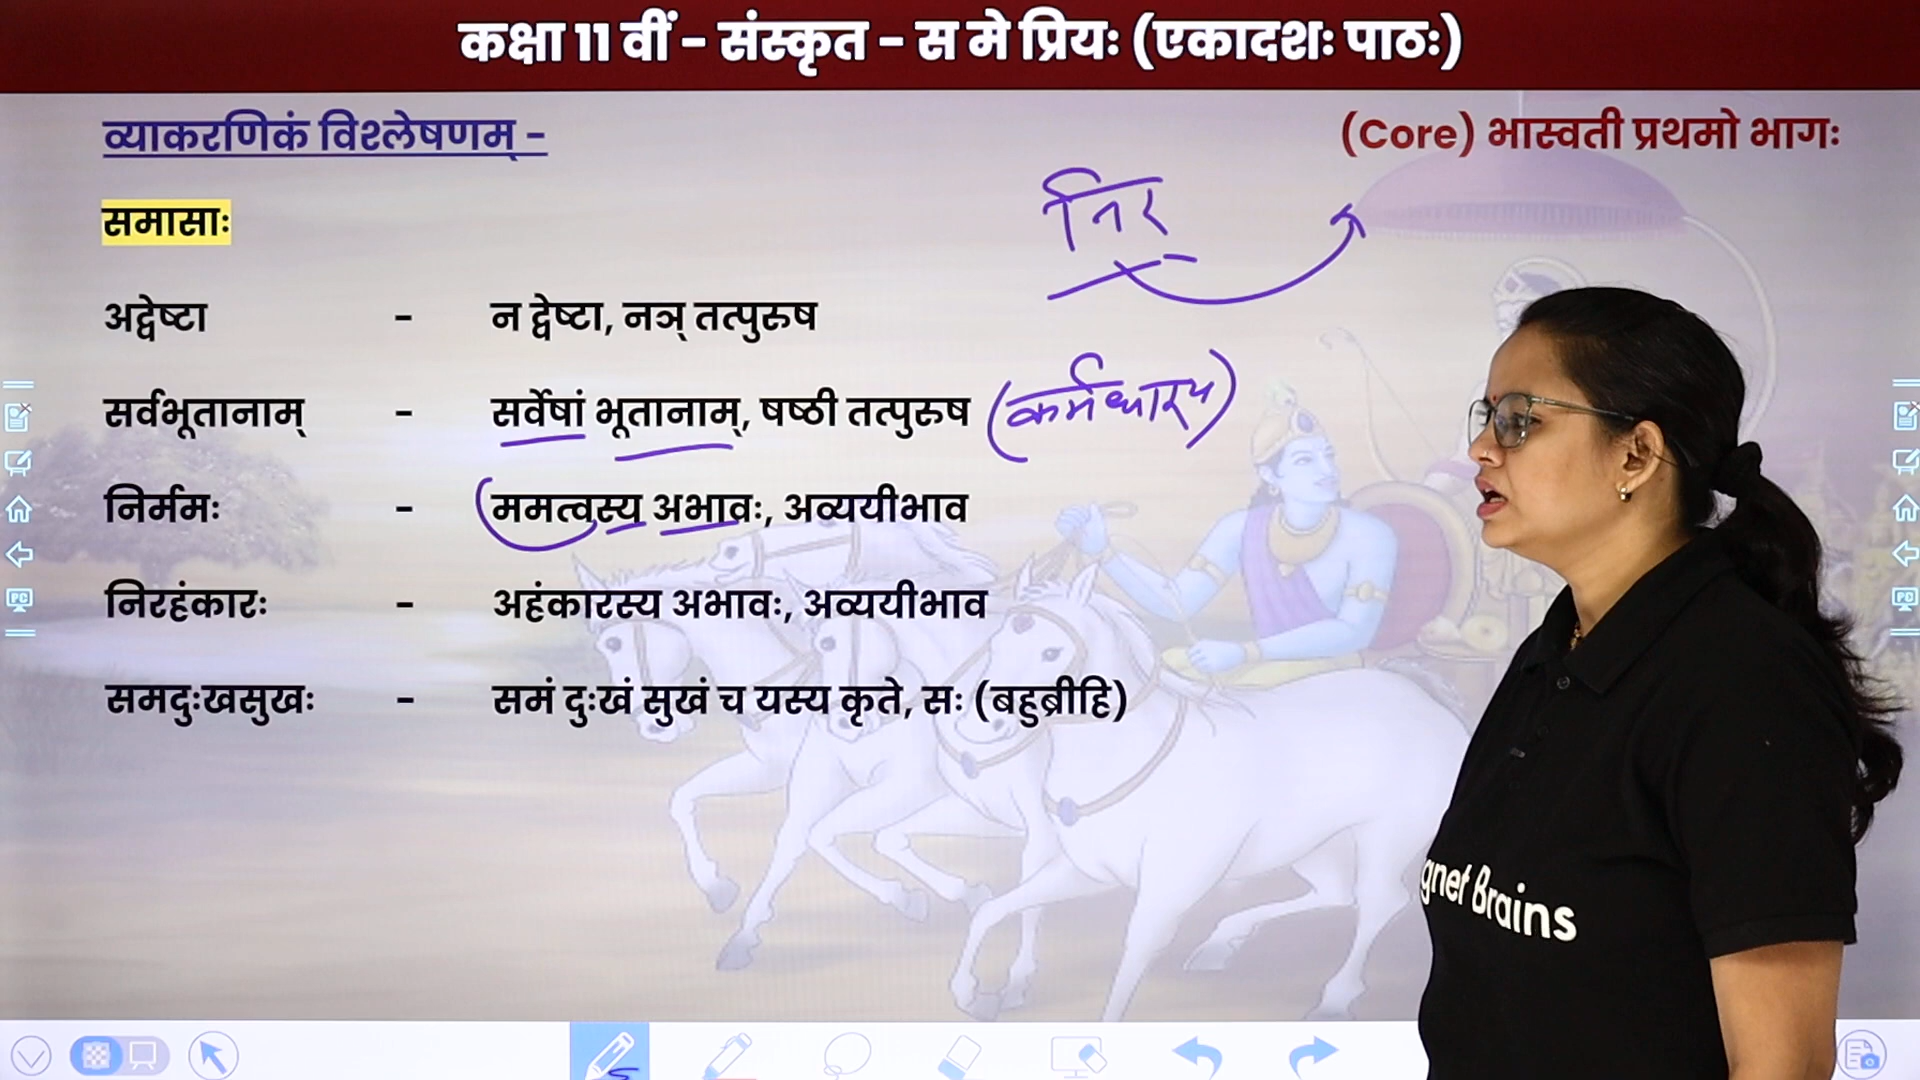 कक्षा 11 वीं - संस्कृत - स मे प्रियः (एकादशः पाठः)
व्याकरणिकं विश्लेषणम् -
(Core) भास्वती प्रथमो भागः
निर
समासाः
अद्वेष्टा - न द्वेष्टा, नञ् तत्पुरुष
सर्वभूतानाम् - सर्वेषां भूतानाम्, षष्ठी तत्पुरुष (कर्मधारय)
निर्ममः - ममत्वस्य अभावः, अव्ययीभाव
निरहंकारः - अहंकारस्य अभावः, अव्ययीभाव
समदुःखसुखः - समं दुःखं सुखं च यस्य कृते, सः (बहुब्रीहि)
gnet Brains